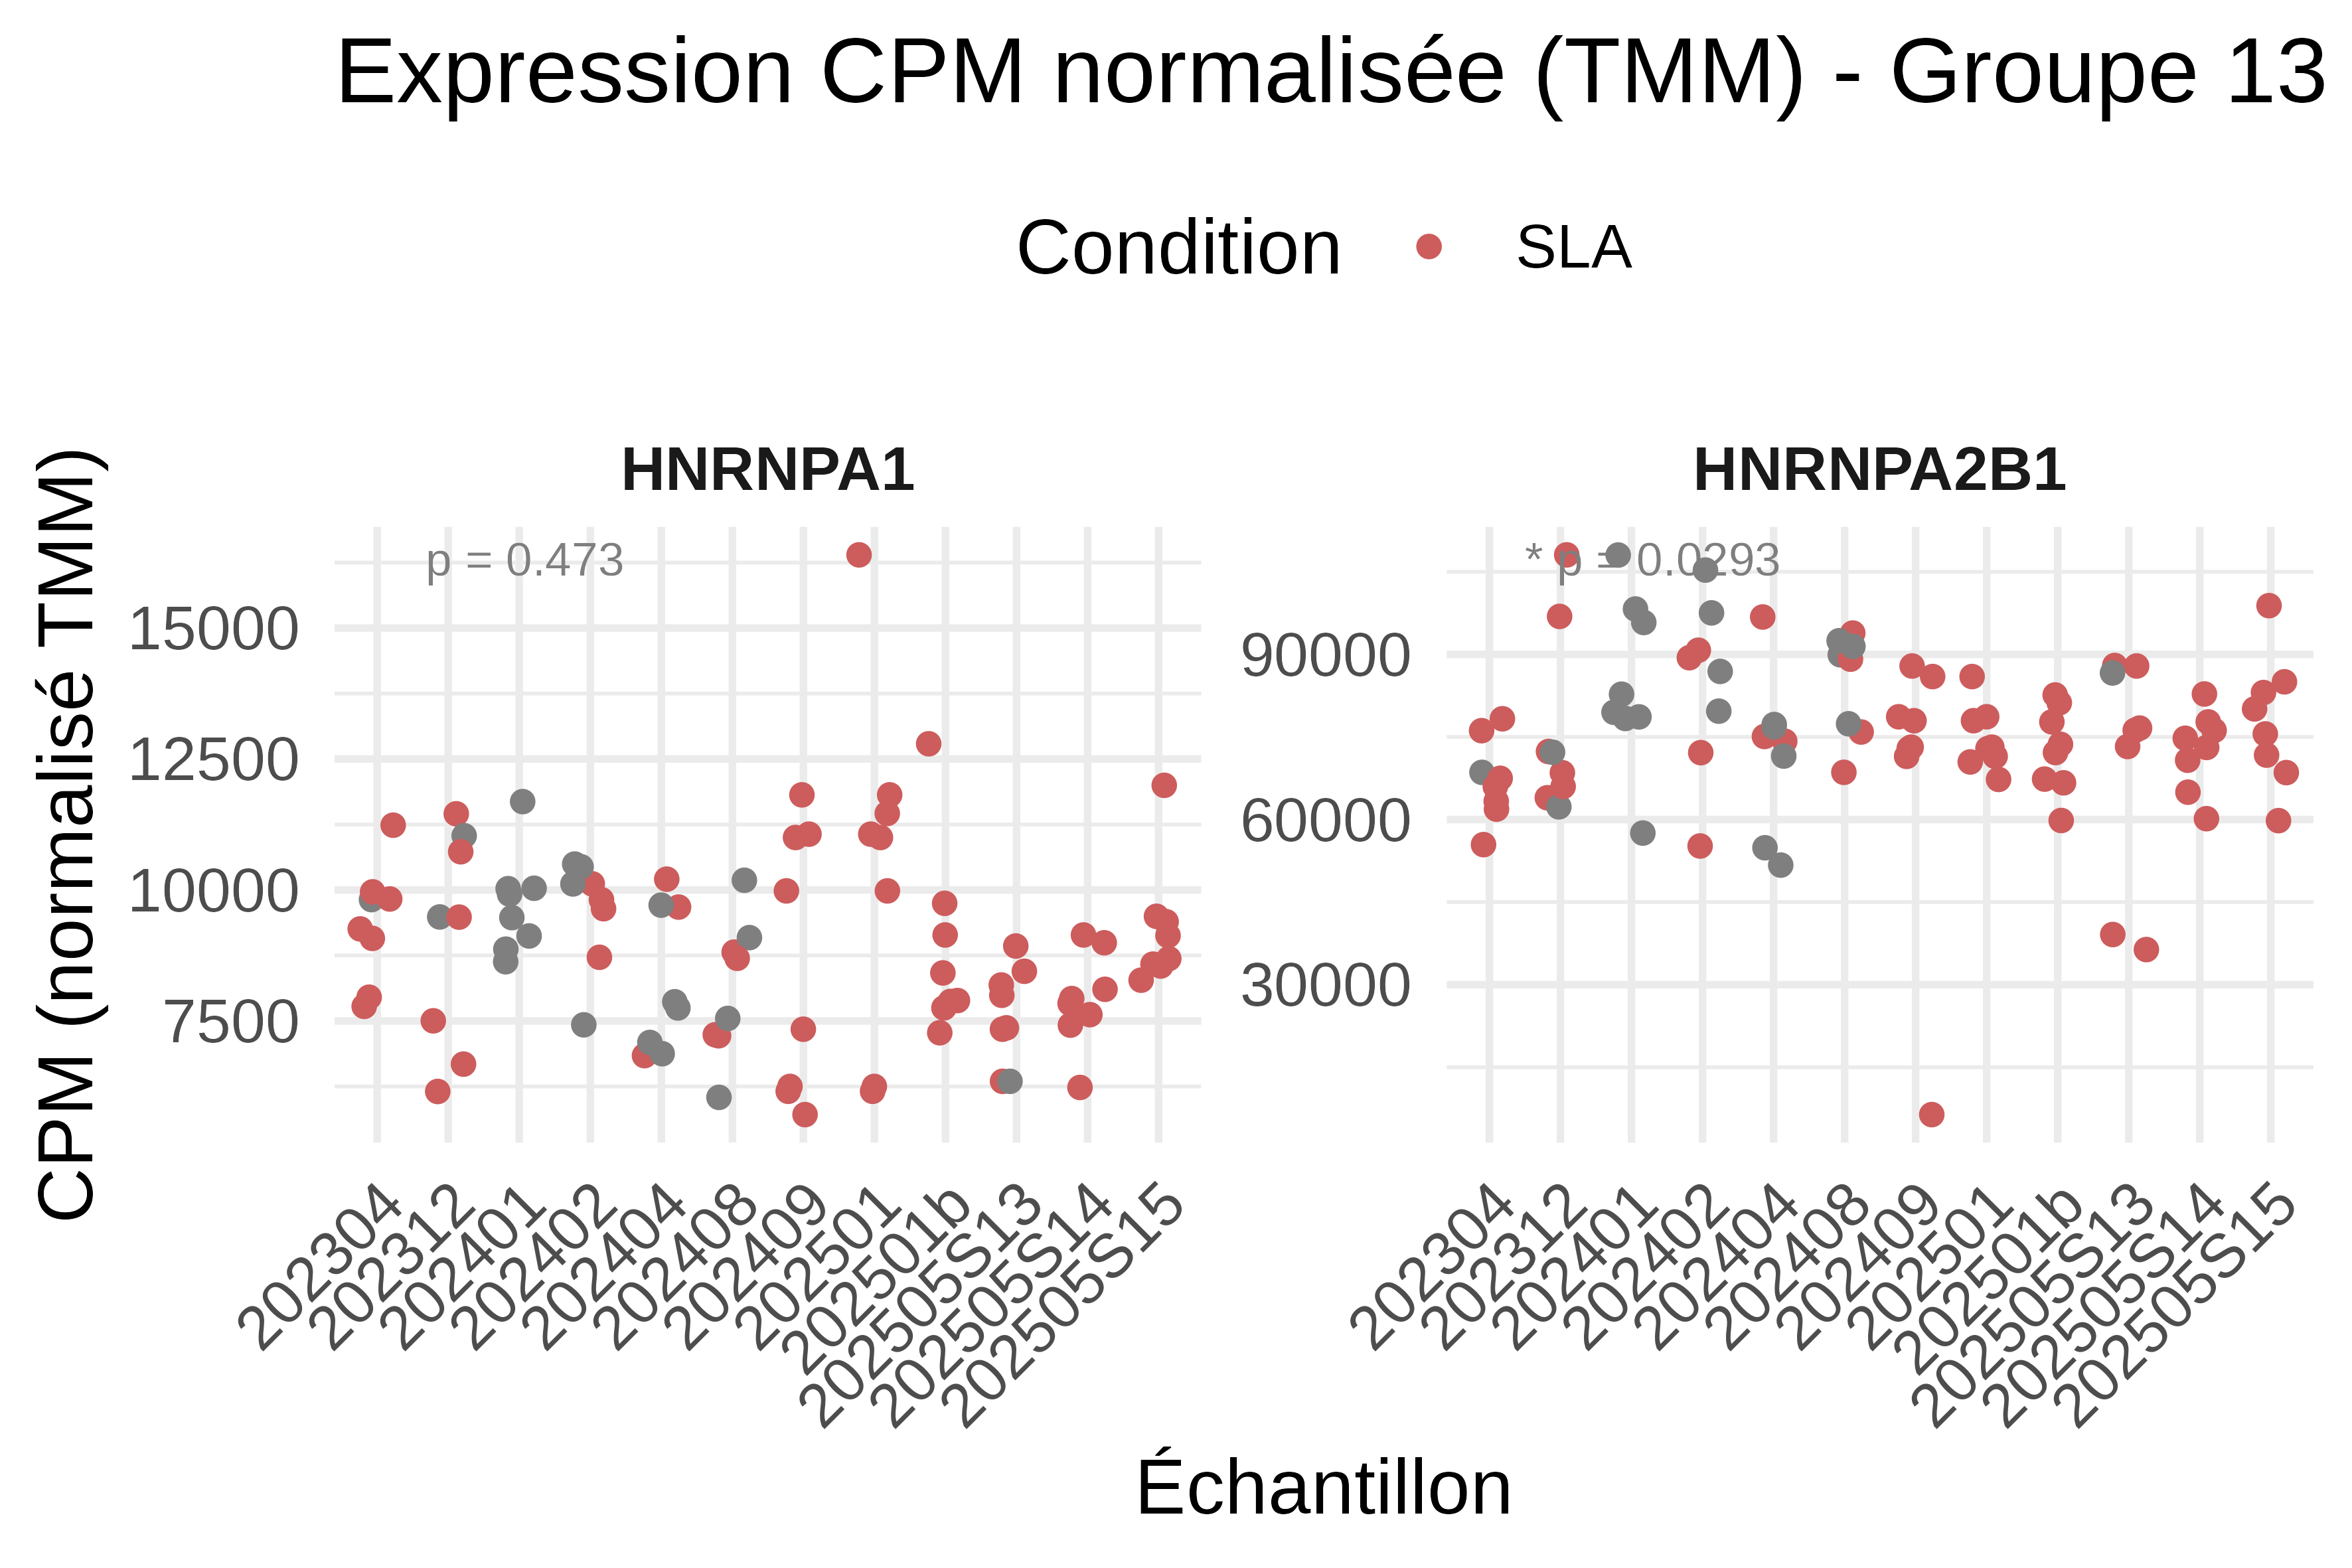 Expression CPM normalisée (TMM) - Groupe 13
Condition SLA
HNRNPA1
HNRNPA2B1
CPM (normalisé TMM)
p = 0.473
15000
12500
10000
7500
* p = 0.0293
90000
60000
30000
202304
202312
202401
202402
202404
202408
202409
202501
202501b
202505S13
202505S14
202505S15
202304
202312
202401
202402
202404
202408
202409
202501
202501b
202505S13
202505S14
202505S15
Échantillon